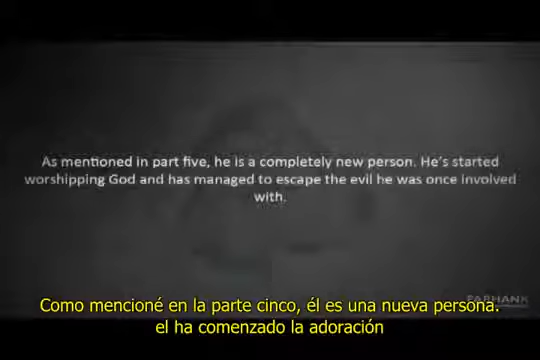 As mentioned in part five, he is a completely new person. He's started
worshipping God and has managed to escape the evil he was once involved
with.
FARHANK
Como mencioné en la parte cinco, él es una nueva persona.
el ha comenzado la adoración